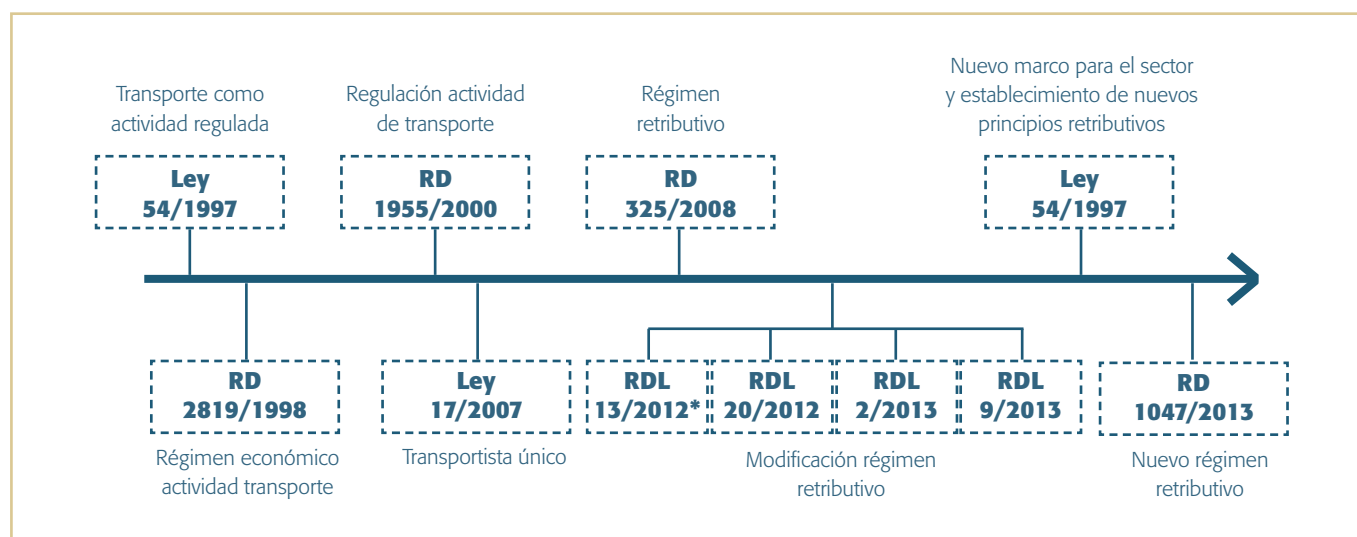 Transporte como
actividad regulada
Ley
54/1997
Regulación actividad
de transporte
RD
1955/2000
Régimen
retributivo
RD
325/2008
Nuevo marco para el sector
y establecimiento de nuevos
principios retributivos
Ley
54/1997
RD
2819/1998
Régimen económico
actividad transporte
Ley
17/2007
Transportista único
RDL
13/2012*
RDL
20/2012
RDL
2/2013
RDL
9/2013
Modificación régimen
retributivo
RD
1047/2013
Nuevo régimen
retributivo